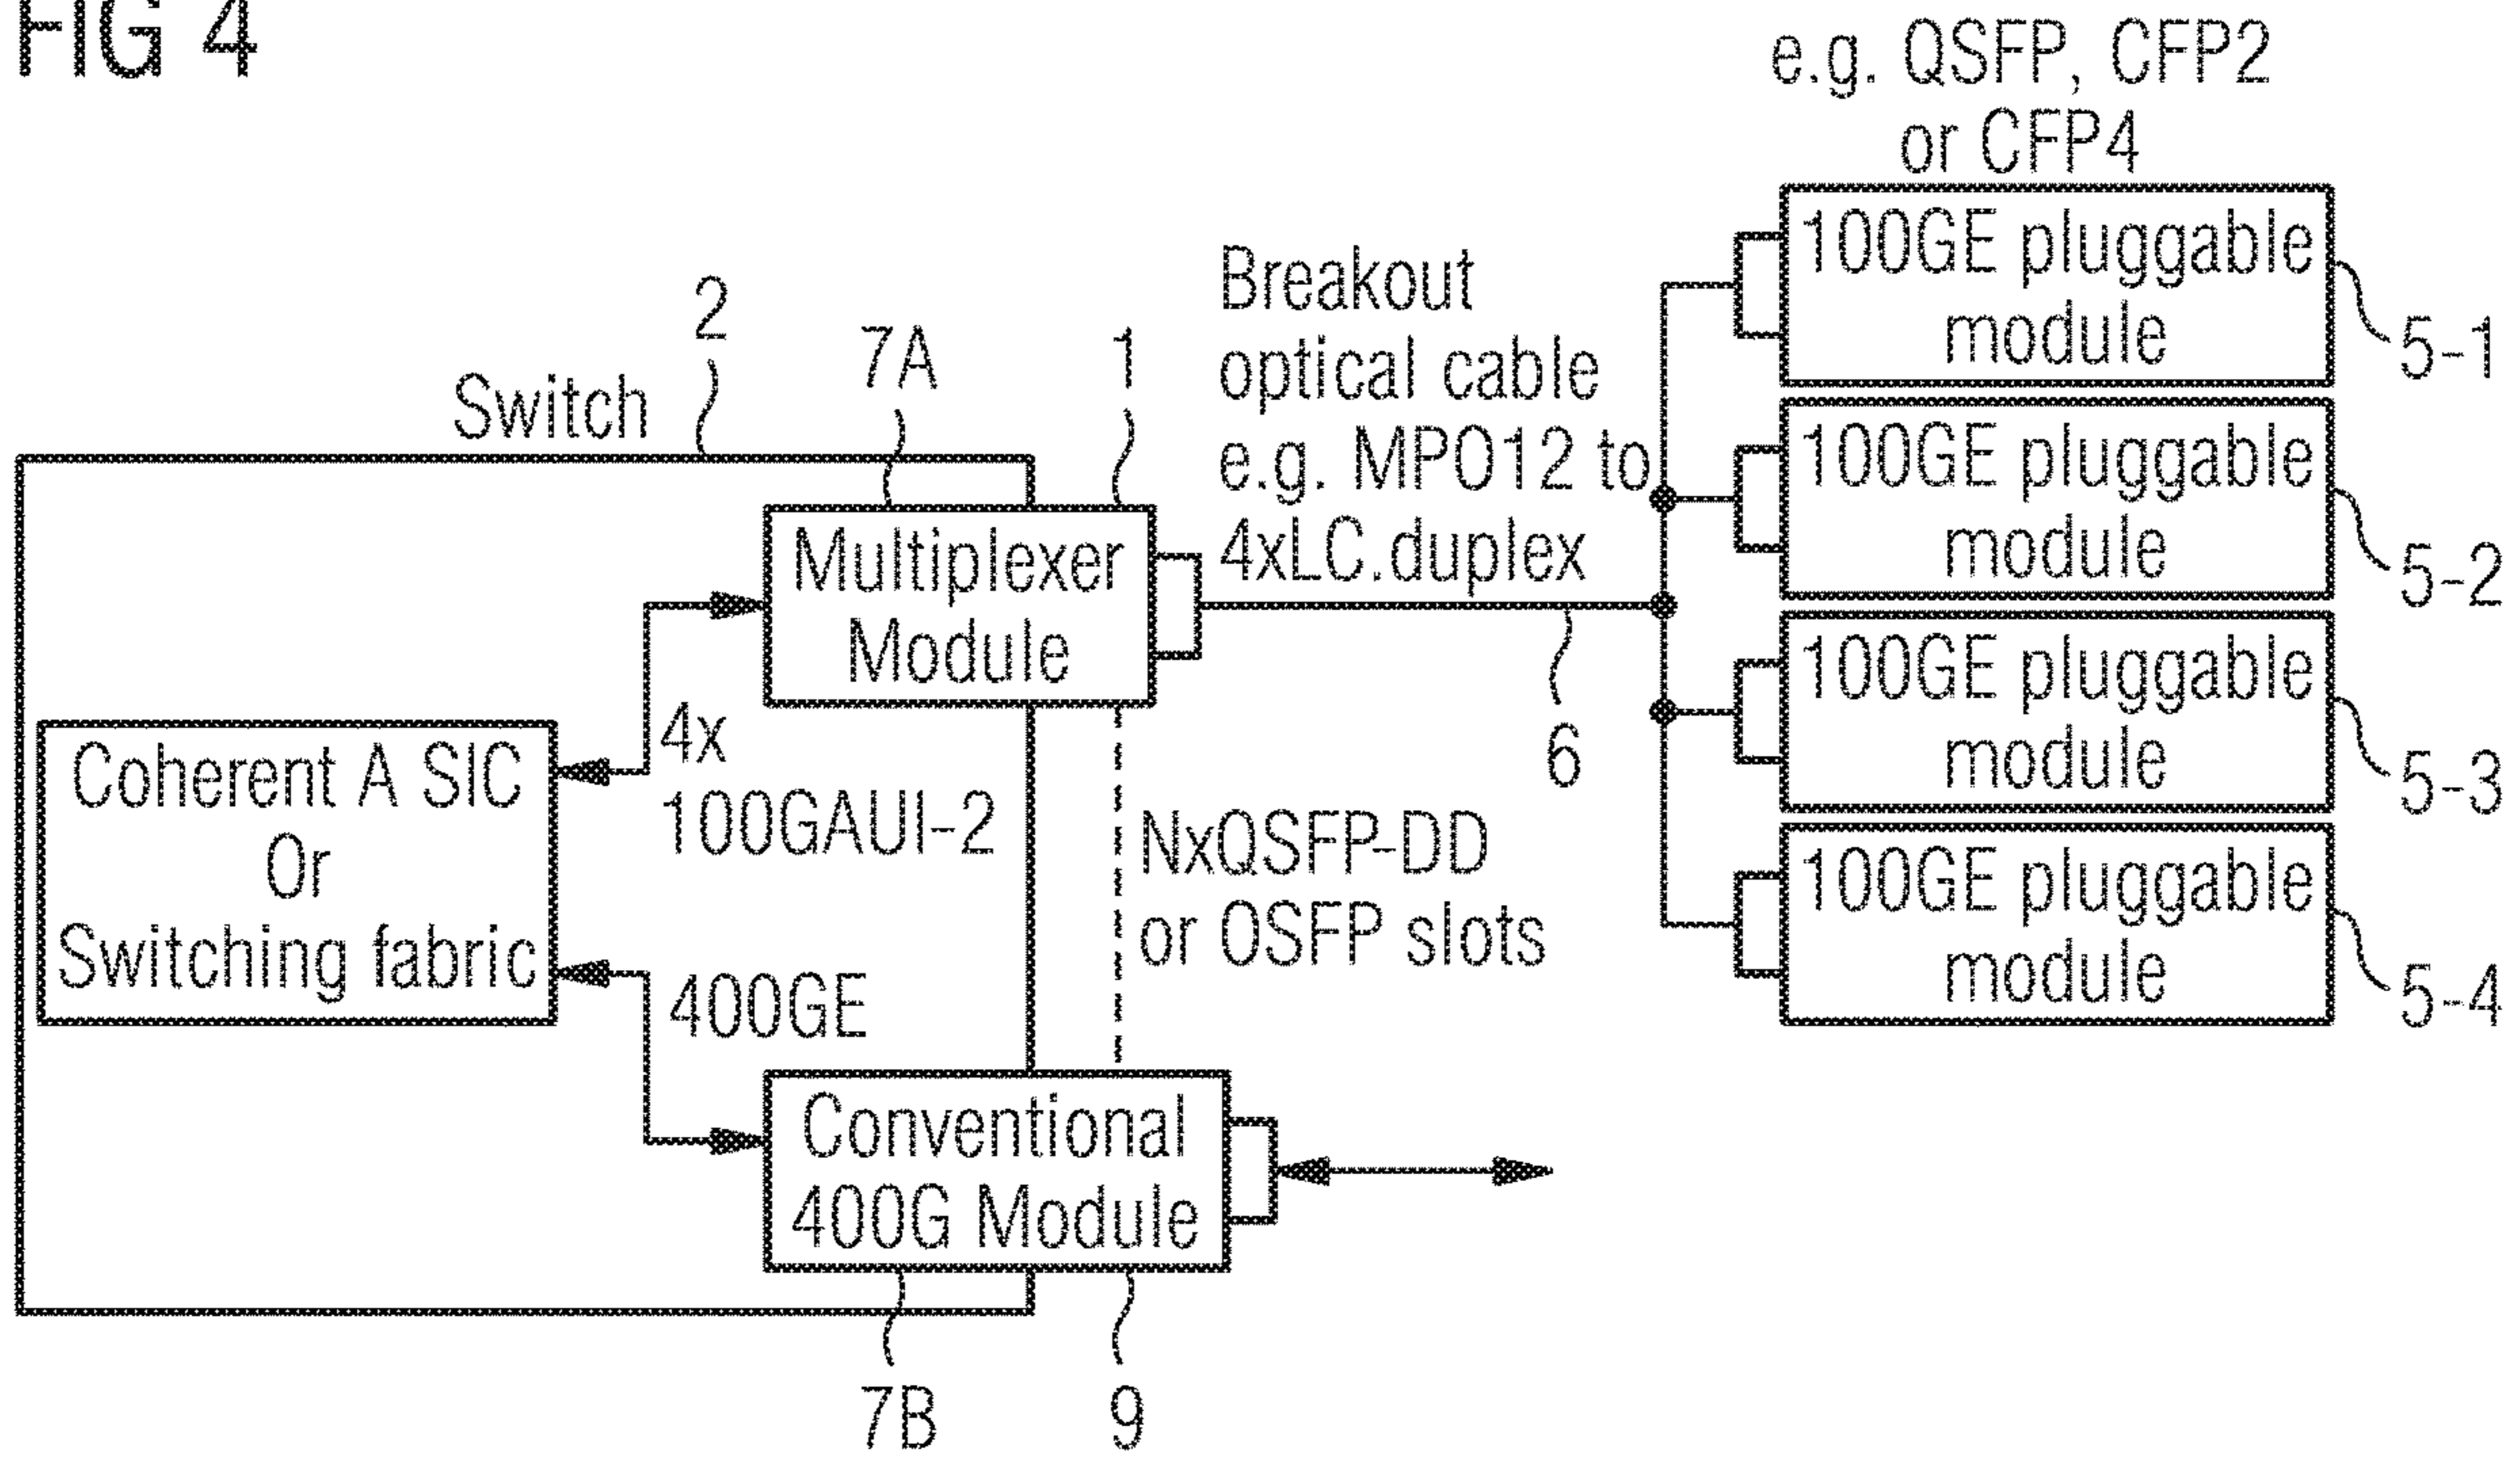 FIG 4
e.g. QSFP, CFP2
or CFP4
100GE pluggable
module
5-1
100GE pluggable
module
5-2
100GE pluggable
module
5-3
100GE pluggable
module
5-4
Breakout
optical cable
e.g. MPO12 to
4xLC.duplex
6
Switch
2
7A
1
Multiplexer
Module
4x
100GAUI-2
Coherent A SIC
Or
Switching fabric
NxQSFP-DD
or OSFP slots
400GE
Conventional
400G Module
7B
9